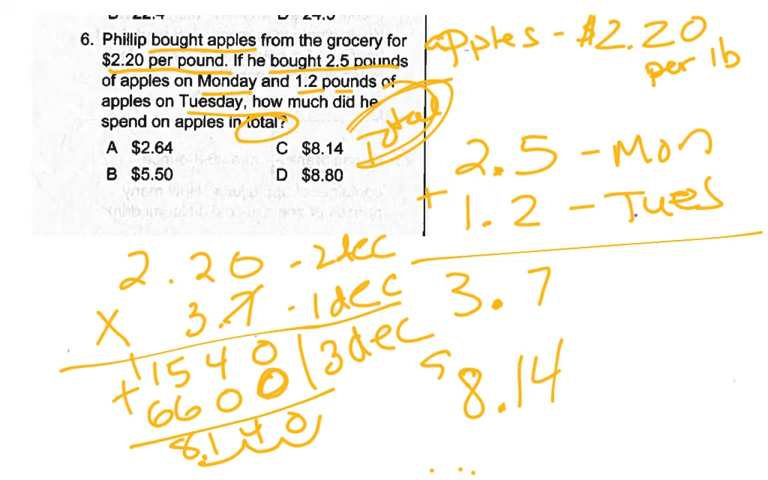 6. Phillip bought apples from the grocery for
$2.20 per pound. If he bought 2.5 pounds
of apples on Monday and 1.2 pounds of
apples on Tuesday, how much did he
spend on apples in total?
A $2.64
C $8.14
B $5.50
D $8.80
Total
apples - $2.20
per lb
2.5 - Mon
+ 1.2 - Tues
3.7
2.20 - 2dec
X 3.7 - 1dec
1540 3dec
+ 6600
8.140
$8.14
...